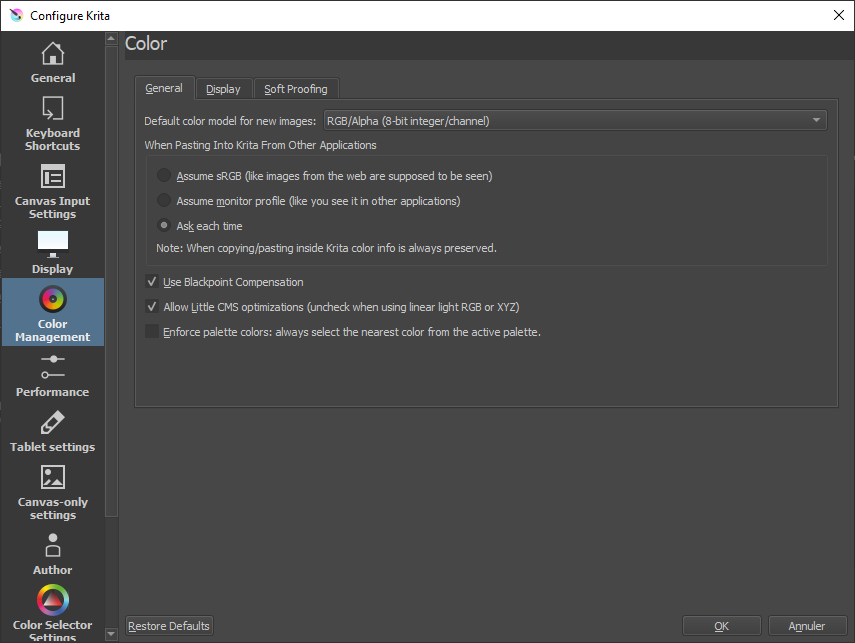 Configure Krita
General
Keyboard
Shortcuts
Canvas Input
Settings
Display
Color
Management
Performance
Tablet settings
Canvas-only
settings
Author
Color Selector
Settings
Color
General
Display
Soft Proofing
Default color model for new images: RGB/Alpha (8-bit integer/channel)
When Pasting Into Krita From Other Applications
Assume sRGB (like images from the web are supposed to be seen)
Assume monitor profile (like you see it in other applications)
Ask each time
Note: When copying/pasting inside Krita color info is always preserved.
Use Blackpoint Compensation
Allow Little CMS optimizations (uncheck when using linear light RGB or XYZ)
Enforce palette colors: always select the nearest color from the active palette.
Restore Defaults
OK
Annuler